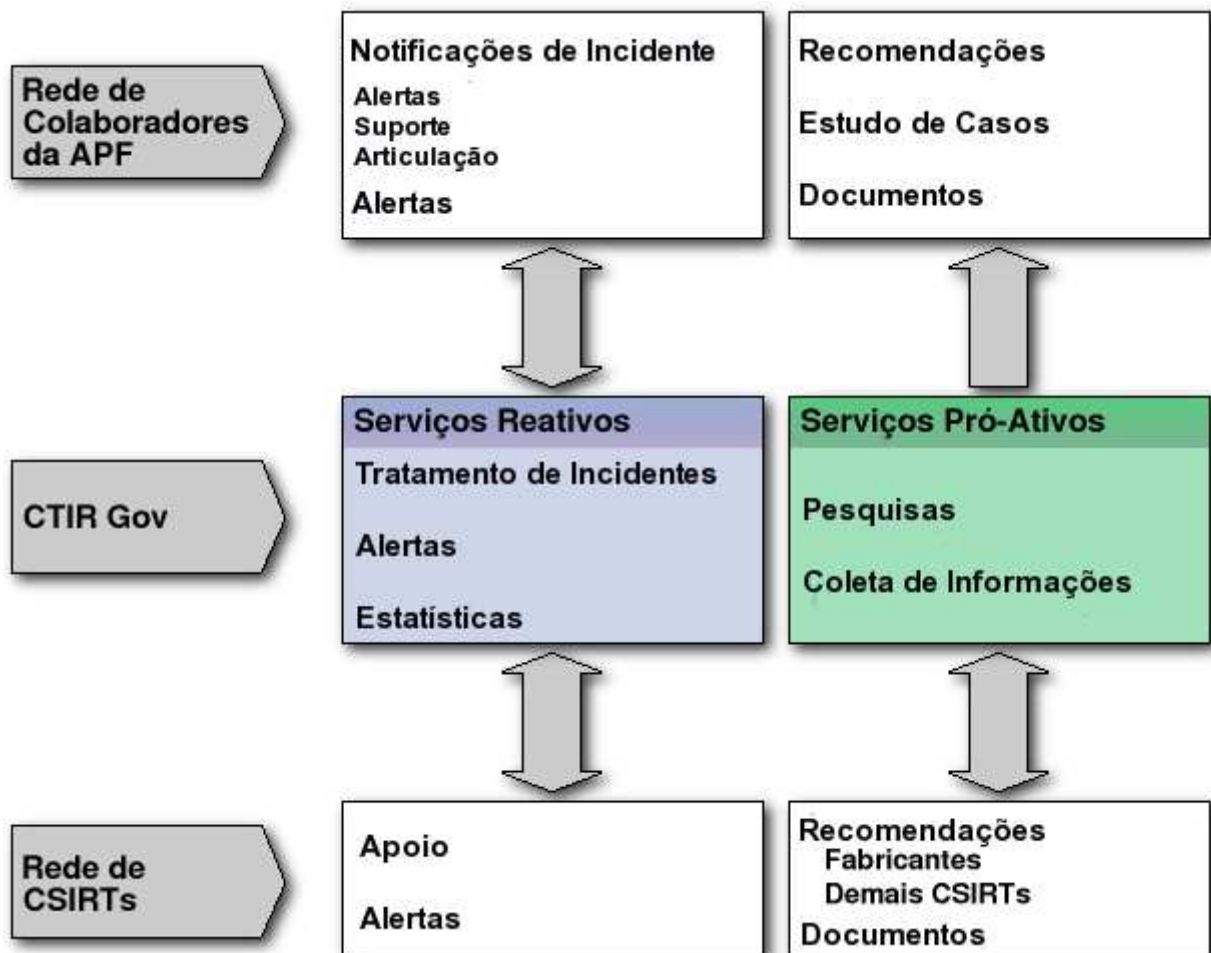 Rede de
Colaboradores
da APF
Notificações de Incidente
Alertas
Suporte
Articulação
Alertas
Recomendações
Estudo de Casos
Documentos
CTIR Gov
Serviços Reativos
Tratamento de Incidentes
Alertas
Estatísticas
Serviços Pró-Ativos
Pesquisas
Coleta de Informações
Rede de
CSIRTs
Apoio
Alertas
Recomendações
Fabricantes
Demais CSIRTs
Documentos